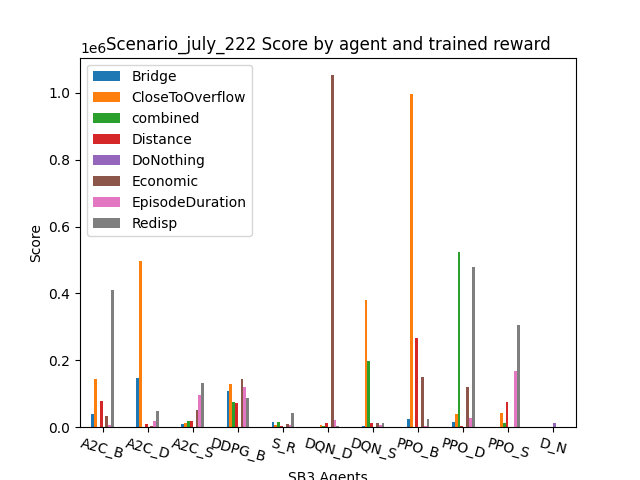 1e6
Scenario_july_222 Score by agent and trained reward
Bridge
CloseToOverflow
combined
Distance
DoNothing
Economic
EpisodeDuration
Redisp
Score
1.0
0.8
0.6
0.4
0.2
0.0
A2C_B
A2C_D
A2C_S
DDPG_B
S_R
DQN_D
DQN_S
PPO_B
PPO_D
PPO_S
D_N
SB3 Agents